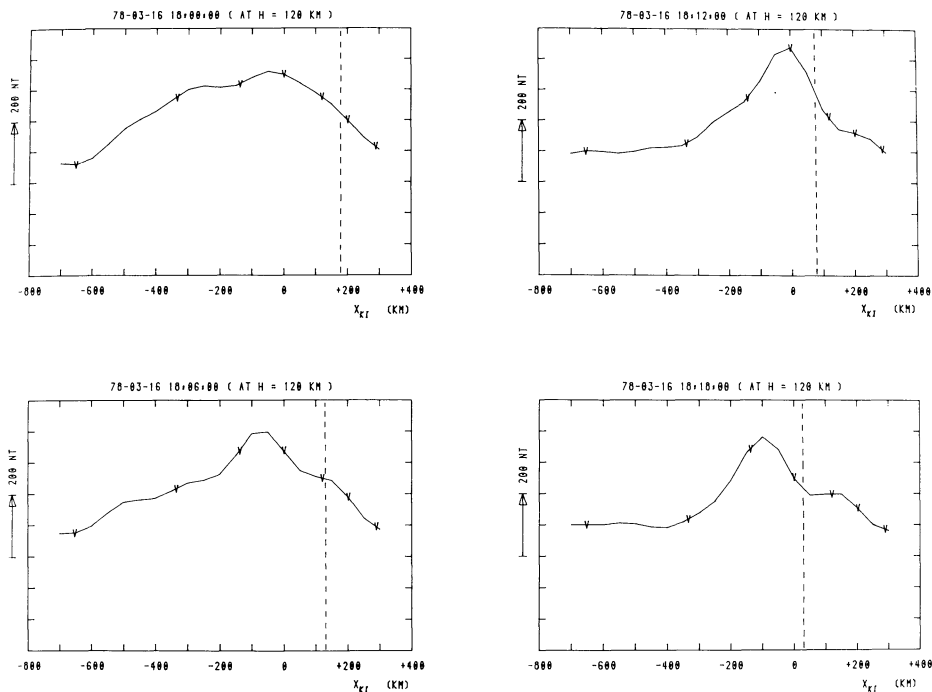 78-03-16 18:00:00 ( AT H = 120 KM )
200 NT
-800 -600 -400 -200 0 +200 +400
X_KI (KM)
78-03-16 18:12:00 ( AT H = 120 KM )
200 NT
-800 -600 -400 -200 0 +200 +400
X_KI (KM)
78-03-16 18:06:00 ( AT H = 120 KM )
200 NT
-800 -600 -400 -200 0 +200 +400
X_KI (KM)
78-03-16 18:18:00 ( AT H = 120 KM )
200 NT
-800 -600 -400 -200 0 +200 +400
X_KI (KM)